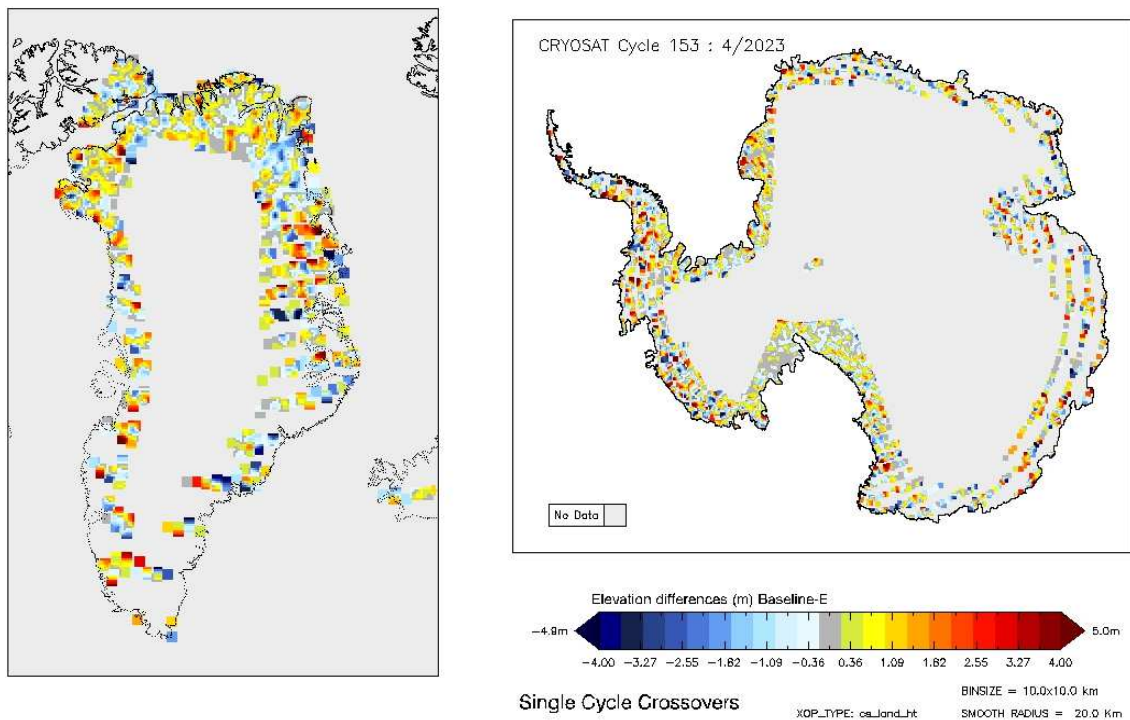 CRYOSAT Cycle 153 : 4/2023
No Data
Elevation differences (m) Baseline-E
-4.9m
5.0m
-4.00 -3.27 -2.55 -1.82 -1.09 -0.36 0.36 1.09 1.82 2.55 3.27 4.00
Single Cycle Crossovers
BINSIZE = 10.0x10.0 km
XOP_TYPE: cs_land_ht
SMOOTH RADIUS = 20.0 Km